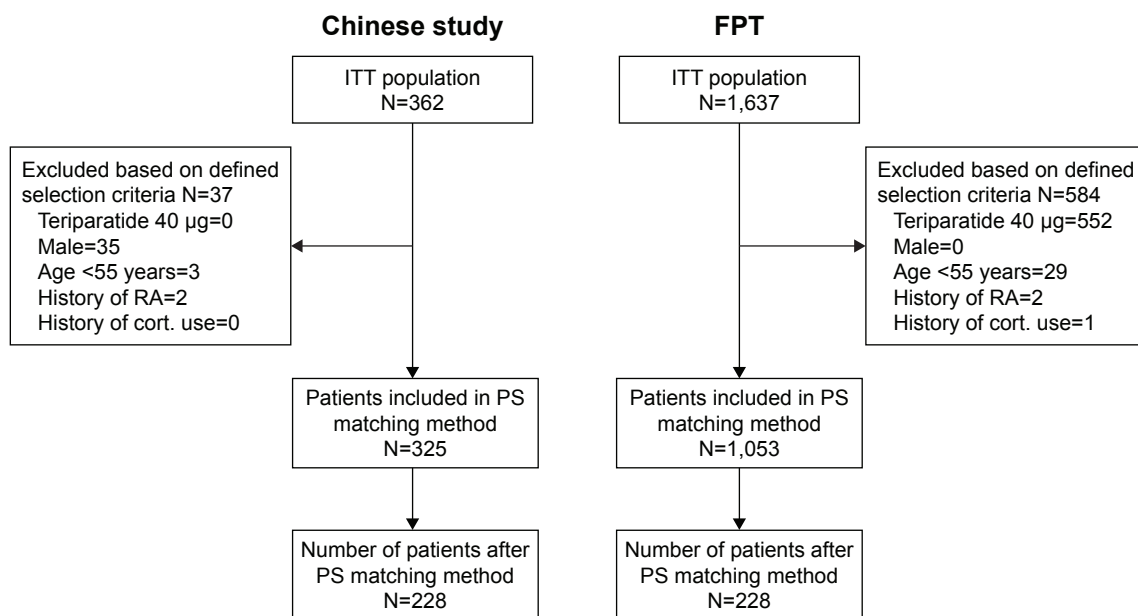 Chinese study
ITT population
N=362
Excluded based on defined
selection criteria N=37
Teriparatide 40 µg=0
Male=35
Age <55 years=3
History of RA=2
History of cort. use=0
Patients included in PS
matching method
N=325
Number of patients after
PS matching method
N=228
FPT
ITT population
N=1,637
Excluded based on defined
selection criteria N=584
Teriparatide 40 µg=552
Male=0
Age <55 years=29
History of RA=2
History of cort. use=1
Patients included in PS
matching method
N=1,053
Number of patients after
PS matching method
N=228